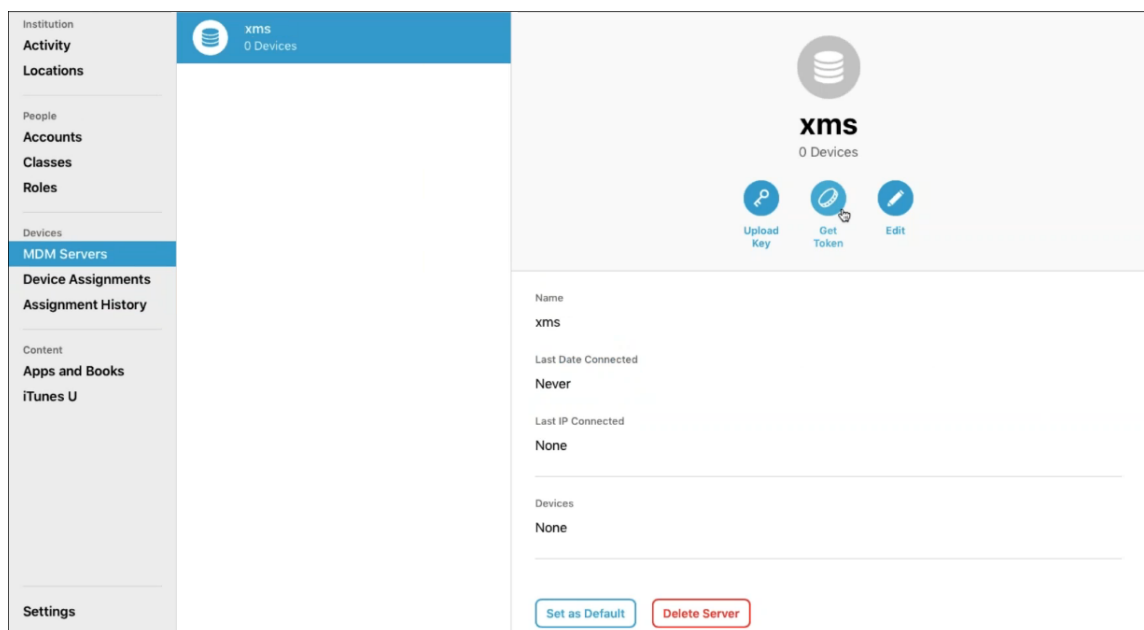 Institution
Activity
Locations
People
Accounts
Classes
Roles
Devices
MDM Servers
Device Assignments
Assignment History
Content
Apps and Books
iTunes U
Settings
xms
0 Devices
xms
0 Devices
Upload Key
Get Token
Edit
Name
xms
Last Date Connected
Never
Last IP Connected
None
Devices
None
Set as Default
Delete Server